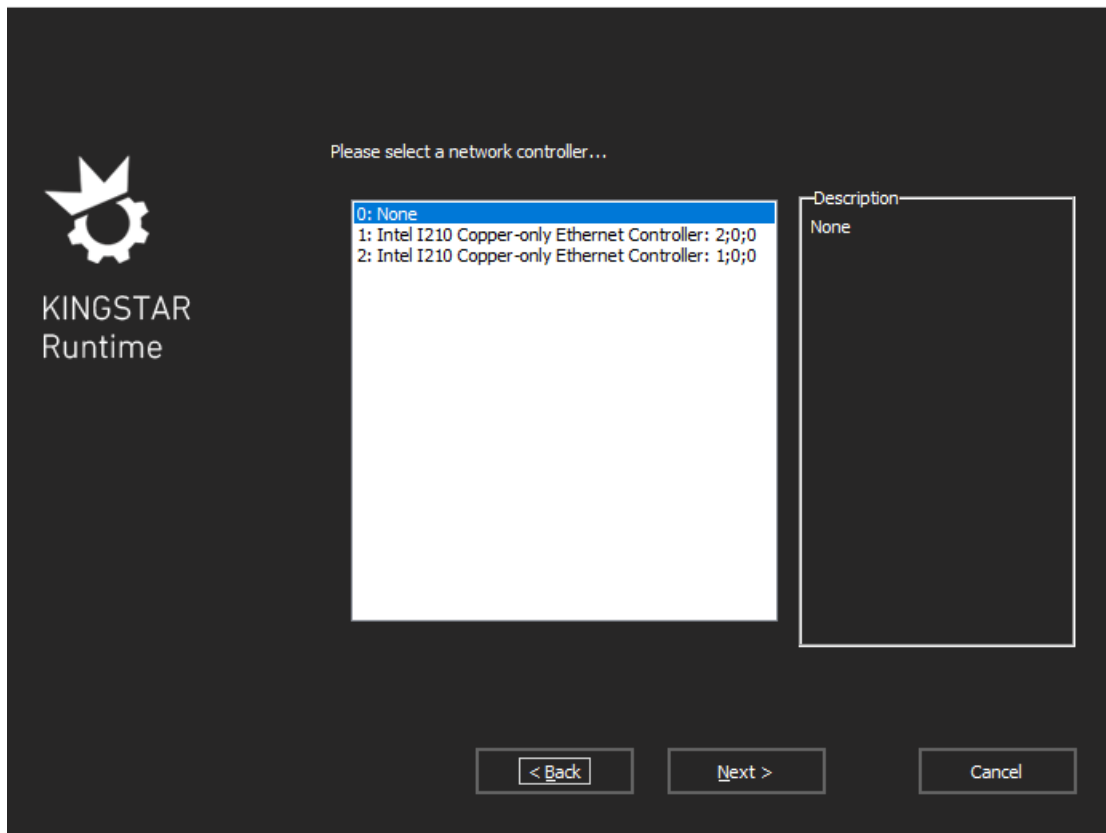 Please select a network controller...
0: None
1: Intel I210 Copper-only Ethernet Controller: 2;0;0
2: Intel I210 Copper-only Ethernet Controller: 1;0;0
Description
None
KINGSTAR
Runtime
< Back
Next >
Cancel